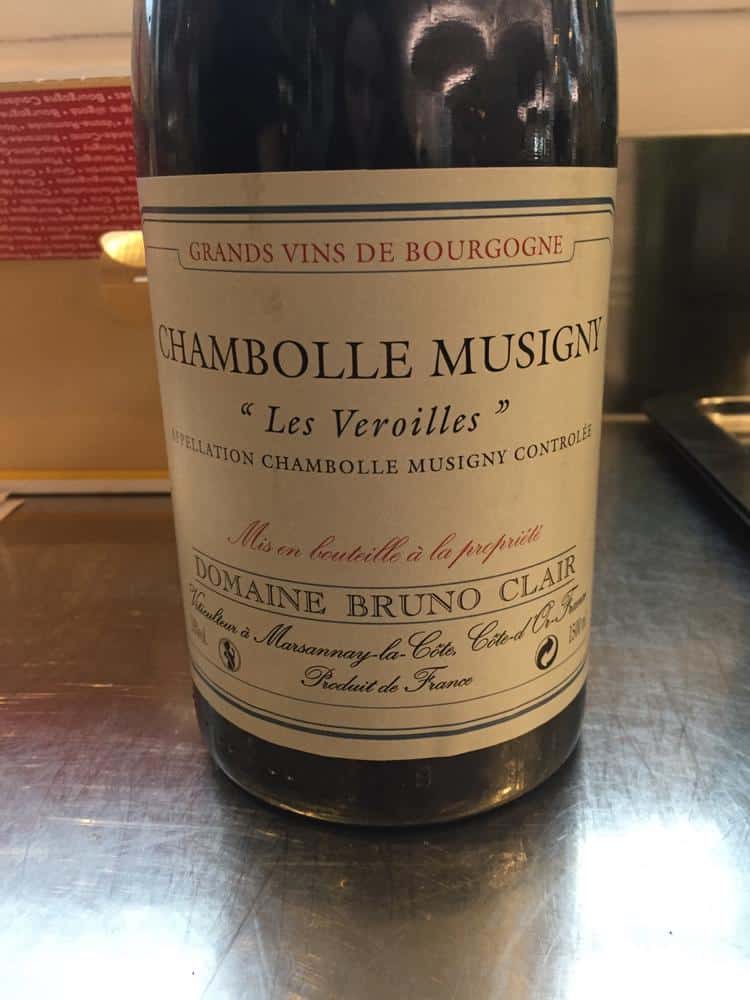 GRANDS VINS DE BOURGOGNE
CHAMBOLLE MUSIGNY
“ Les Veroilles ”
APPELLATION CHAMBOLLE MUSIGNY CONTROLÉE
Mis en bouteille à la propriété
DOMAINE BRUNO CLAIR
Viticulteur à Marsannay-la-Côte, Côte-d'Or-France
Produit de France